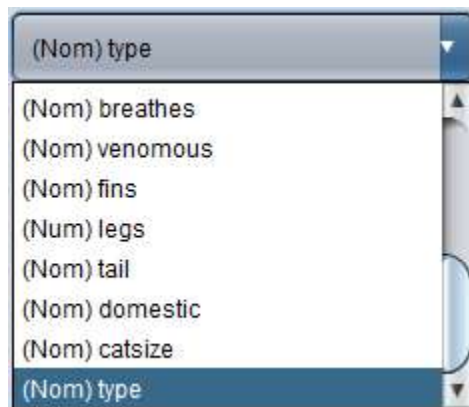 (Nom) type
(Nom) breathes
(Nom) venomous
(Nom) fins
(Num) legs
(Nom) tail
(Nom) domestic
(Nom) catsize
(Nom) type